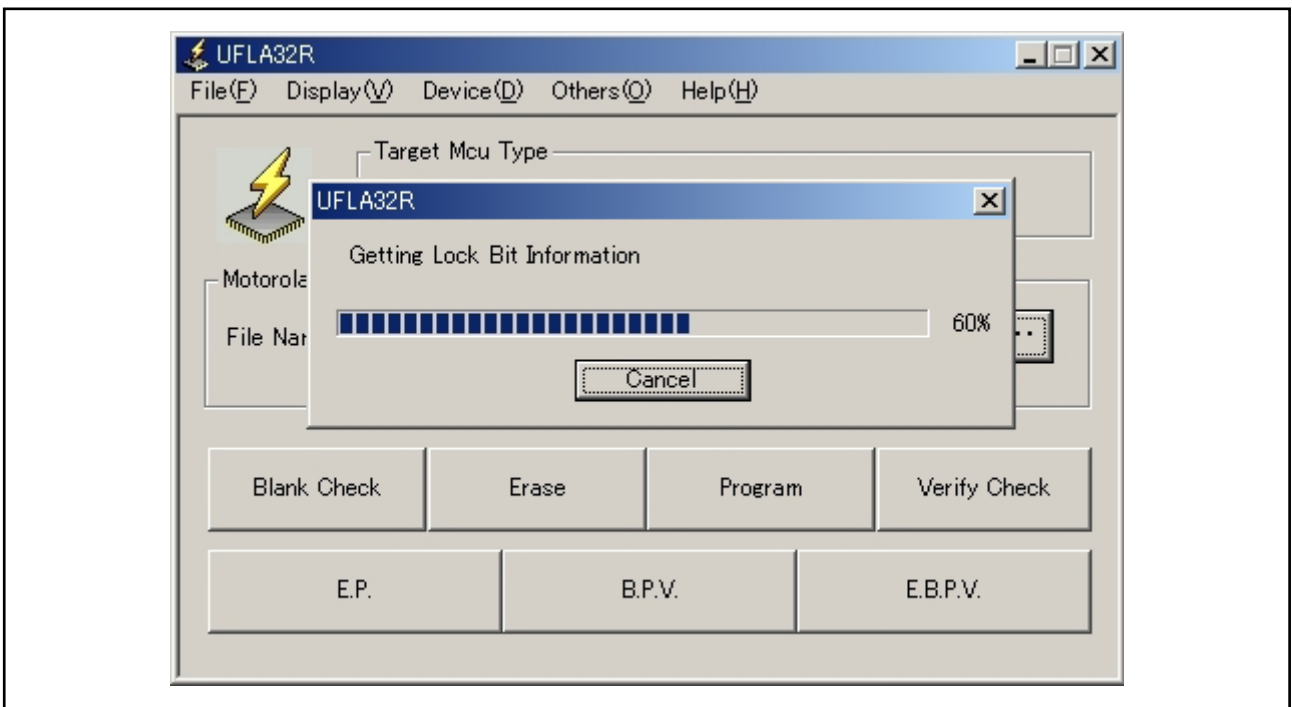 UFLA32R
File(F) Display(V) Device(D) Others(O) Help(H)
Target Mcu Type
UFLA32R
Getting Lock Bit Information
Motorola
File Nar
60%
Cancel
Blank Check Erase Program Verify Check
E.P. B.P.V. E.B.P.V.